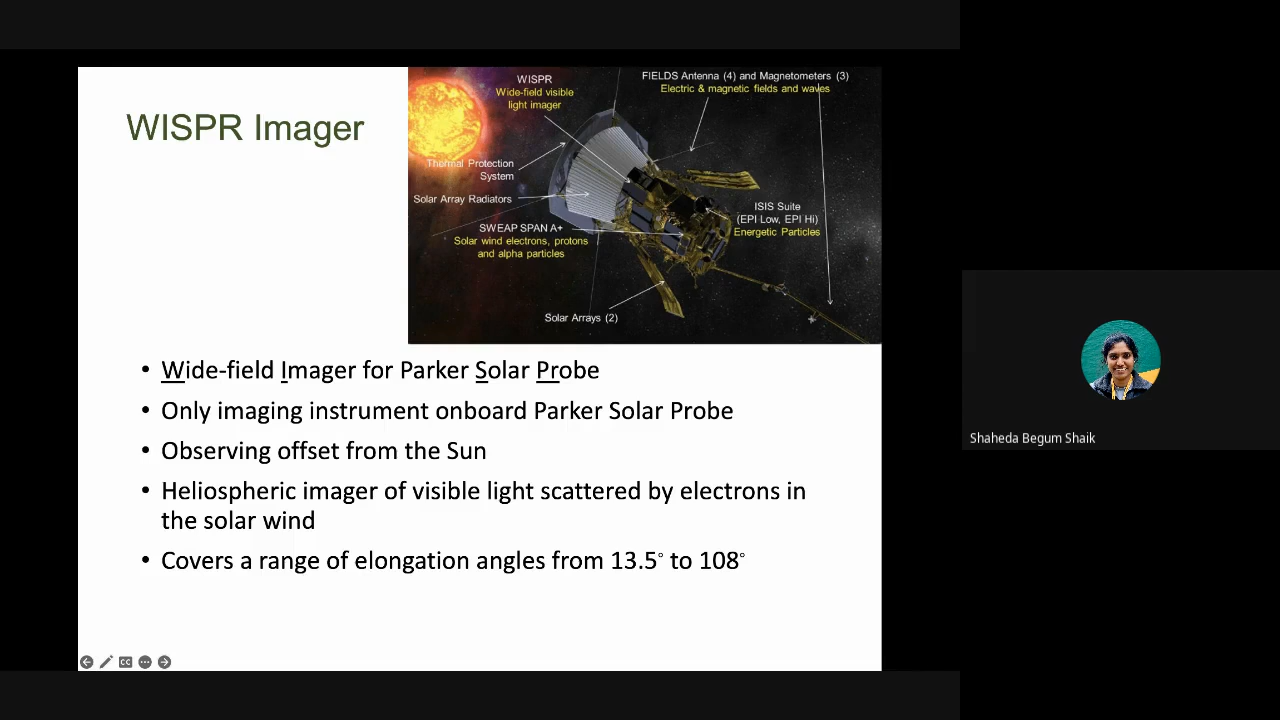 WISPR Imager
WISPR
Wide-field visible
light imager
FIELDS Antenna (4) and Magnetometers (3)
Electric & magnetic fields and waves
Thermal Protection
System
Solar Array Radiators
SWEAP SPAN A+
Solar wind electrons, protons
and alpha particles
ISIS Suite
(EPI Low, EPI Hi)
Energetic Particles
Solar Arrays (2)
• Wide-field Imager for Parker Solar Probe
• Only imaging instrument onboard Parker Solar Probe
• Observing offset from the Sun
• Heliospheric imager of visible light scattered by electrons in
the solar wind
• Covers a range of elongation angles from 13.5° to 108°
CC
Shaheda Begum Shaik